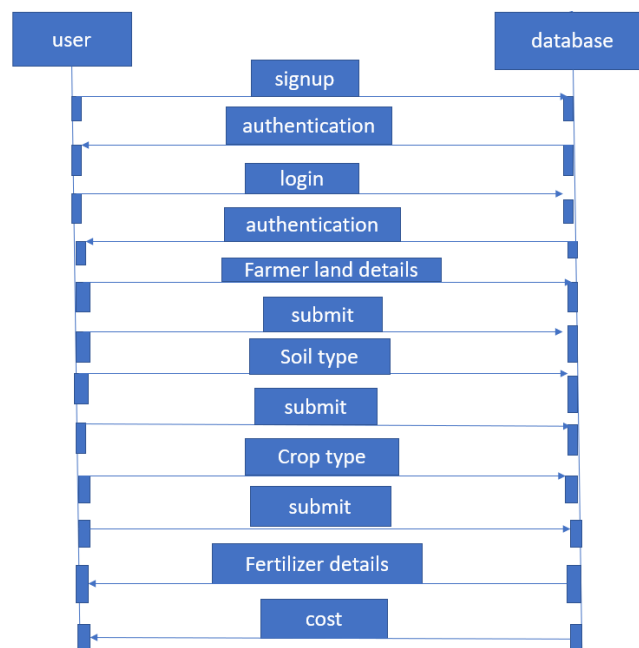 user
database
signup
authentication
login
authentication
Farmer land details
submit
Soil type
submit
Crop type
submit
Fertilizer details
cost